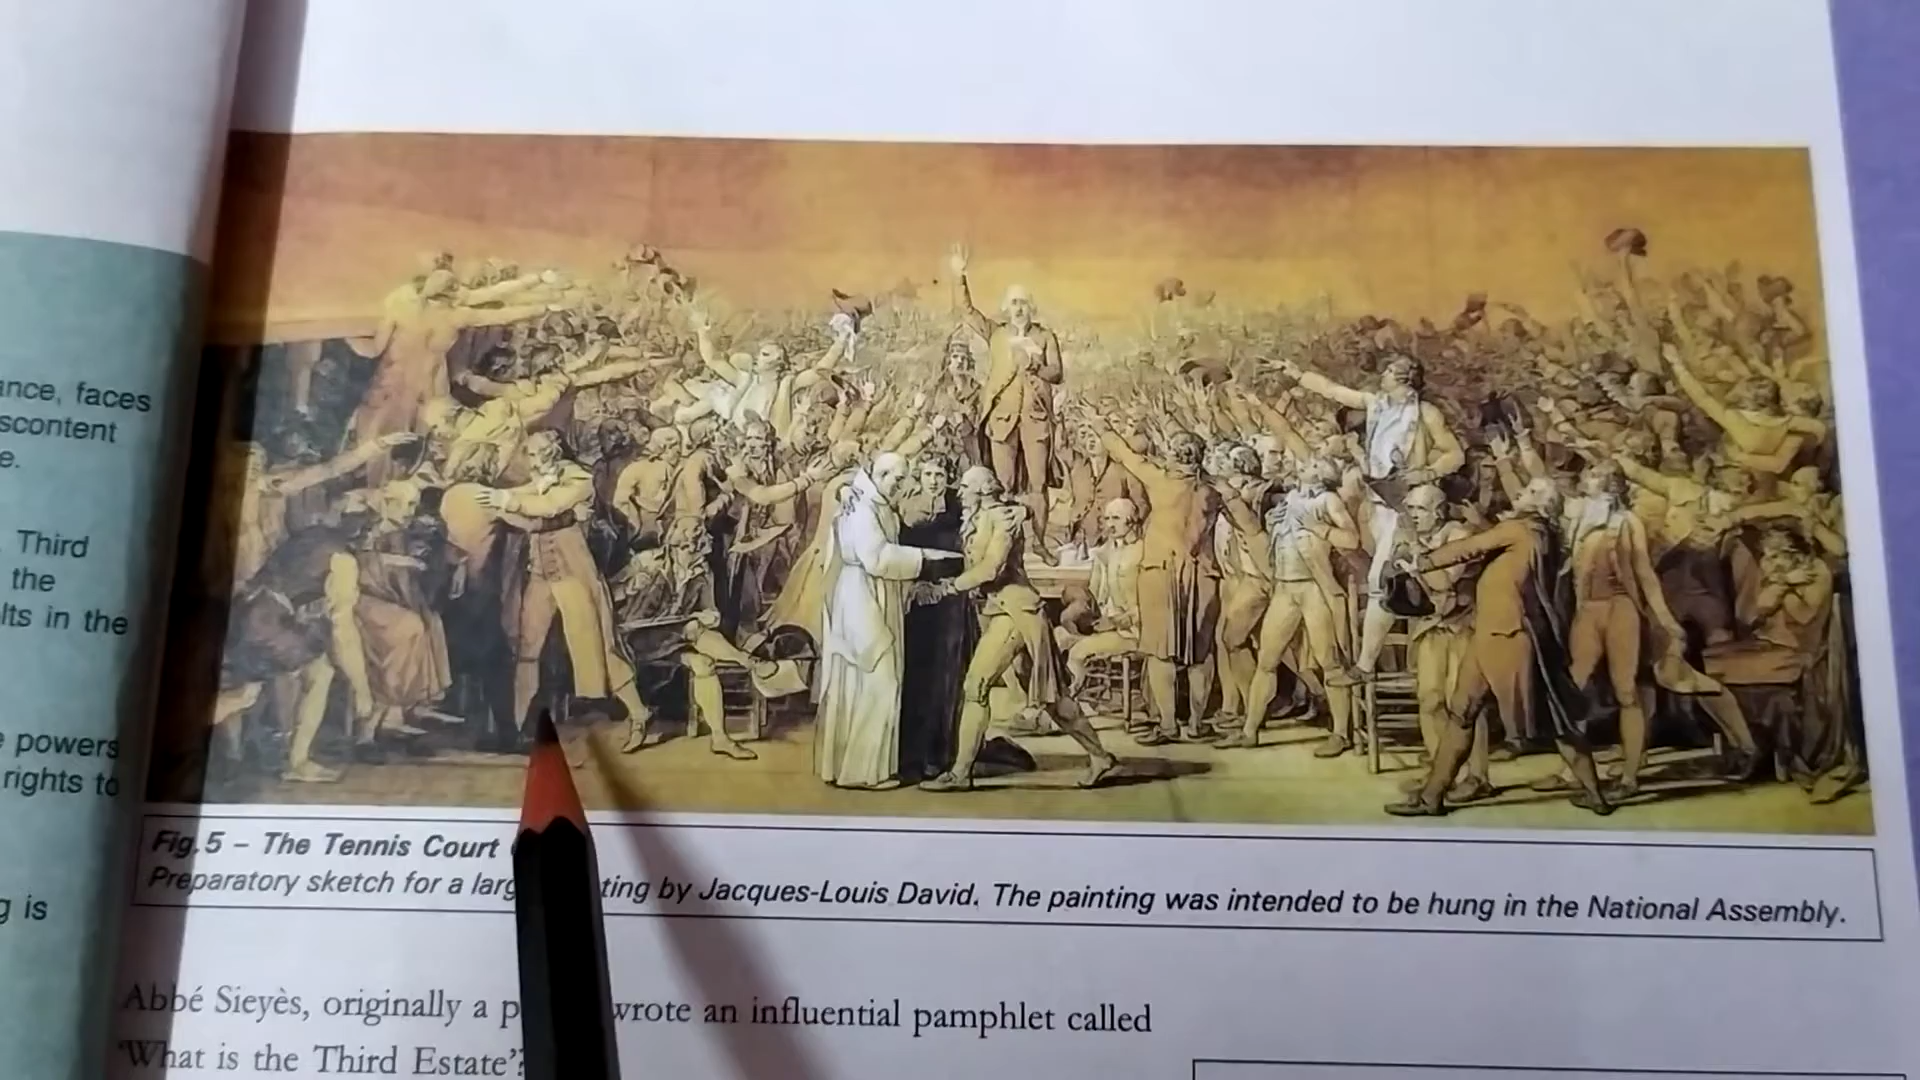 ance, faces
scontent
e.
Third
the
lts in the
powers
rights to
g is
Fig.5 – The Tennis Court
Preparatory sketch for a larg ting by Jacques-Louis David. The painting was intended to be hung in the National Assembly.
Abbé Sieyès, originally a p wrote an influential pamphlet called
'What is the Third Estate'?